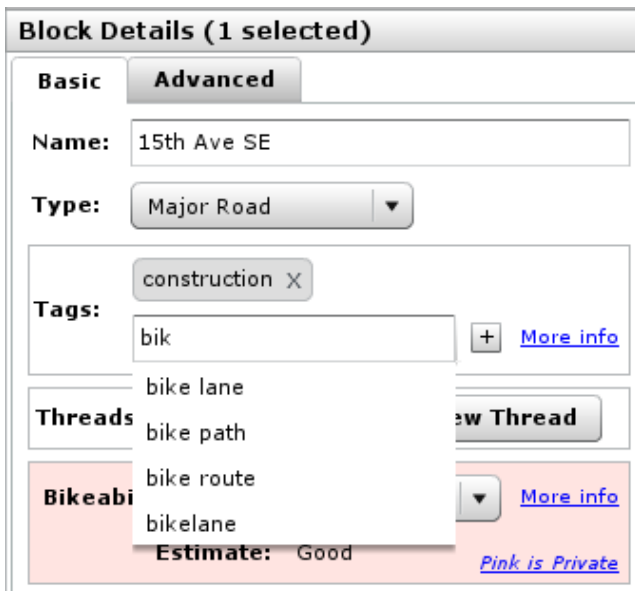 Block Details (1 selected)
Basic Advanced
Name: 15th Ave SE
Type: Major Road
construction X
Tags:
bik + More info
bike lane
Threads ew Thread
bike path
bike route
Bikeabi More info
bikelane
Estimate: Good
Pink is Private